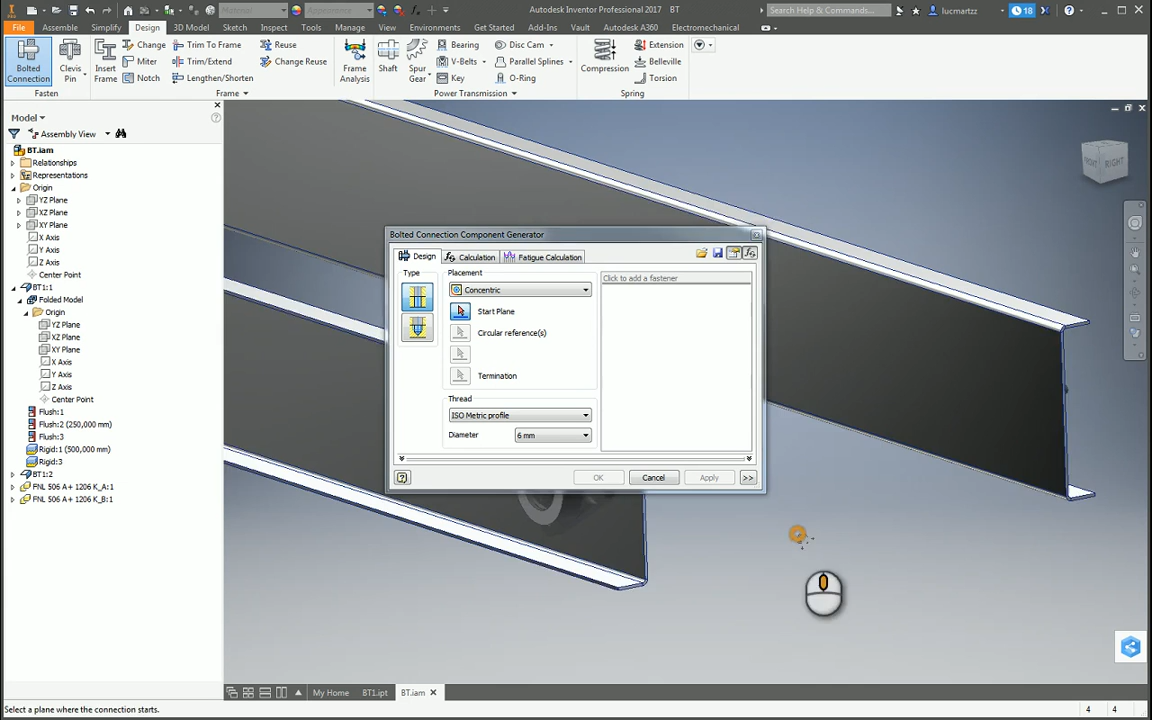 Material
Appearance
Autodesk Inventor Professional 2017 BT
Search Help & Commands...
lucmartzz
18
File
Assemble
Simplify
Design
3D Model
Sketch
Inspect
Tools
Manage
View
Environments
Get Started
Add-Ins
Vault
Autodesk A360
Electromechanical
Bolted Connection
Clevis Pin
Insert Frame
Change
Miter
Notch
Trim To Frame
Trim/Extend
Lengthen/Shorten
Reuse
Change Reuse
Frame Analysis
Shaft
Spur Gear
Bearing
V-Belts
Key
Disc Cam
Parallel Splines
O-Ring
Compression
Extension
Belleville
Torsion
Fasten
Frame
Power Transmission
Spring
Model
Assembly View
BT.iam
Relationships
Representations
Origin
YZ Plane
XZ Plane
XY Plane
X Axis
Y Axis
Z Axis
Center Point
BT1:1
Folded Model
Origin
YZ Plane
XZ Plane
XY Plane
X Axis
Y Axis
Z Axis
Center Point
Flush:1
Flush:2 (250,000 mm)
Flush:3
Rigid:1 (500,000 mm)
Rigid:3
BT1:2
FNL 506 A+ 1206 K_A:1
FNL 506 A+ 1206 K_B:1
RIGHT
Bolted Connection Component Generator
Design
Calculation
Fatigue Calculation
Type
Placement
Concentric
Start Plane
Circular reference(s)
Termination
Thread
ISO Metric profile
Diameter
6 mm
Click to add a fastener
OK
Cancel
Apply
>>
My Home
BT1.ipt
BT.iam
Select a plane where the connection starts.
4
4